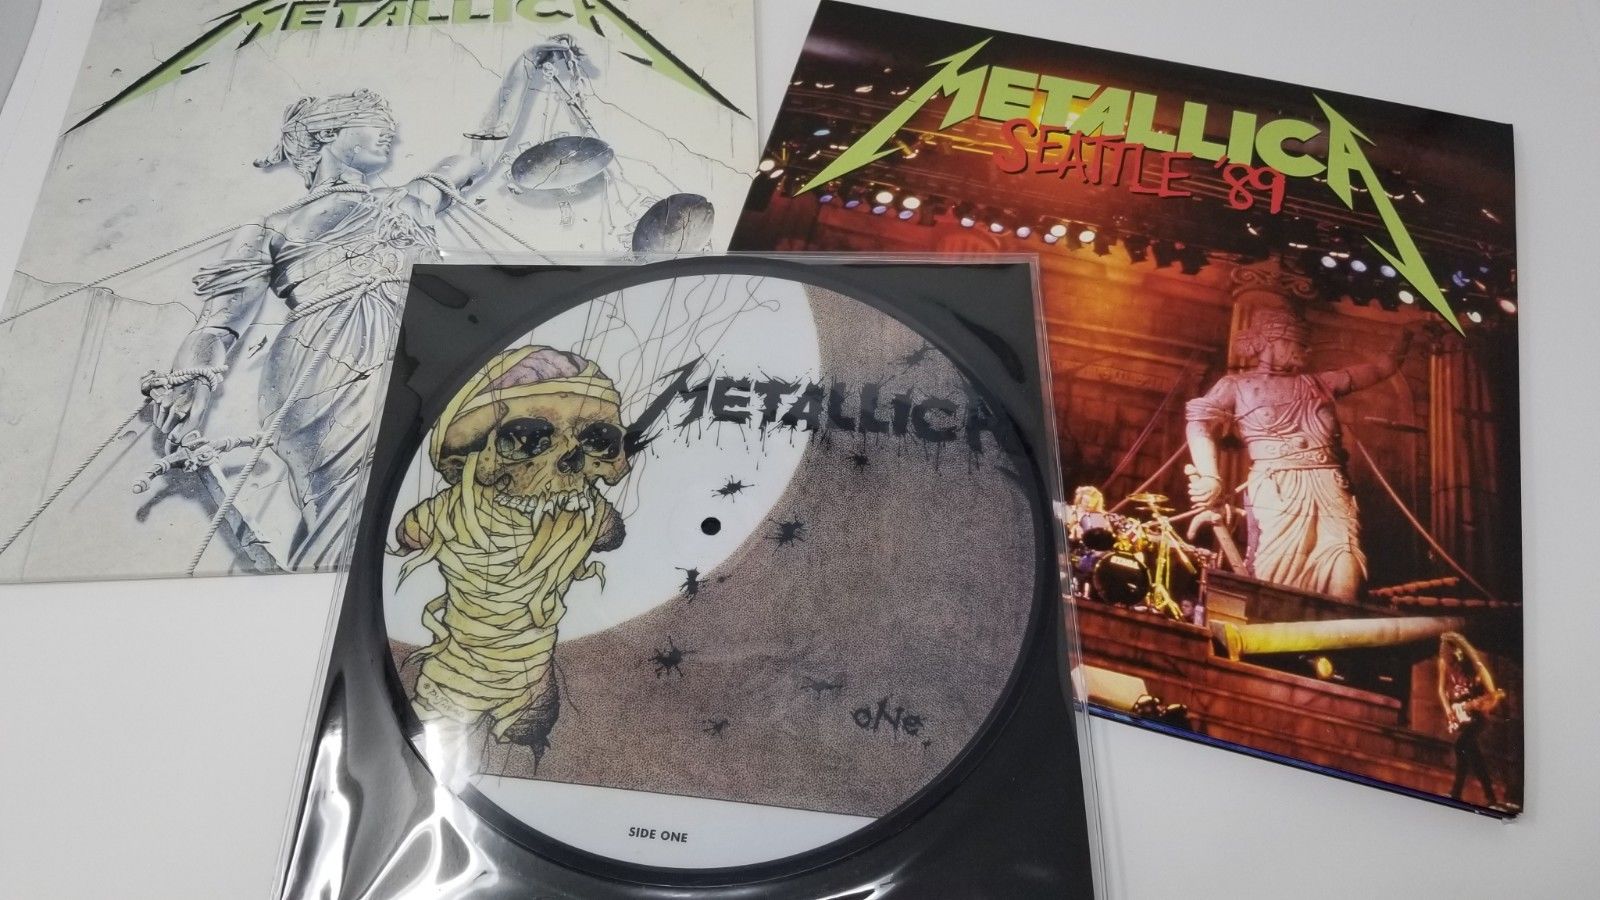 METALLICA
METALLICA
SEATTLE '89
METALLICA
one
SIDE ONE